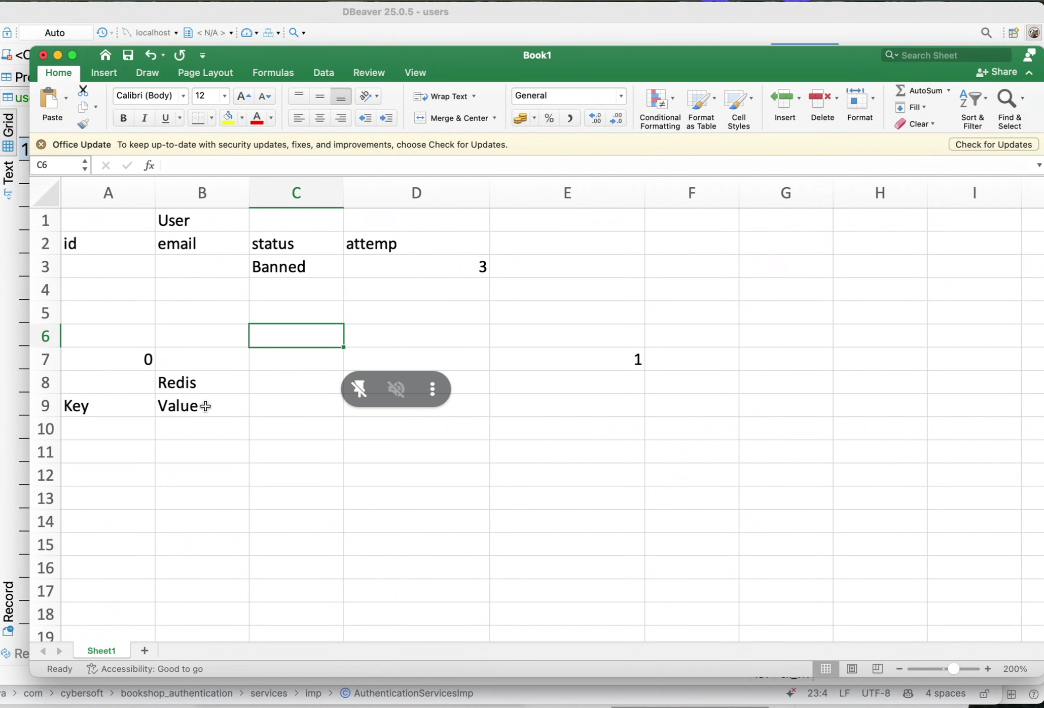 DBeaver 25.0.5 - users
Auto
localhost
< N/A >
Book1
Search Sheet
Home Insert Draw Page Layout Formulas Data Review View
Share
Paste
Calibri (Body)
12
B I U
Wrap Text
Merge & Center
General
Conditional Formatting
Format as Table
Cell Styles
Insert
Delete
Format
AutoSum
Fill
Clear
Sort & Filter
Find & Select
Office Update To keep up-to-date with security updates, fixes, and improvements, choose Check for Updates.
Check for Updates
C6
fx
A B C D E F G H I
1 User
2 id email status attemp
3 Banned 3
4
5
6
7 0 1
8 Redis
9 Key Value
10
11
12
13
14
15
16
17
18
19
Grid
Text
Record
Sheet1
Ready
Accessibility: Good to go
200%
com > cybersoft > bookshop_authentication > services > imp > AuthenticationServicesImp
23:4 LF UTF-8 4 spaces